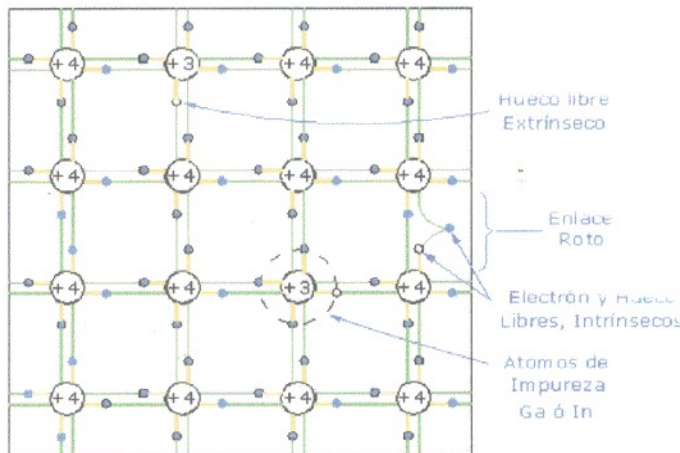 +4 +3 +4 +4
Hueco libre
Extrínseco
+4 +4 +4 +4
Enlace
Roto
+4 +4 +3 +4
Electrón y Hueco
Libres, Intrínsecos
Atomos de
Impureza
Ga ó In
+4 +4 +4 +4